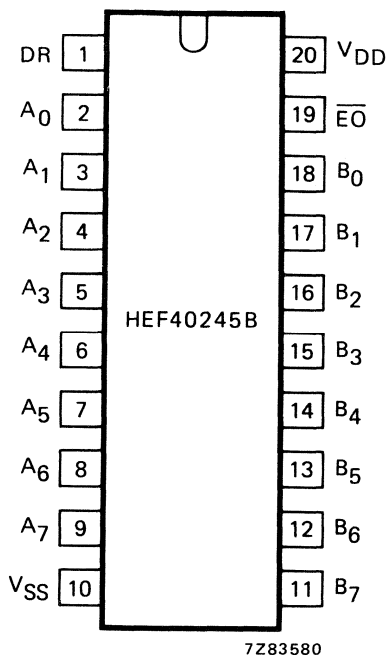 DR 1 20 VDD
A0 2 19 E̅O̅
A1 3 18 B0
A2 4 17 B1
A3 5 16 B2
HEF40245B
A4 6 15 B3
A5 7 14 B4
A6 8 13 B5
A7 9 12 B6
VSS 10 11 B7
7Z83580